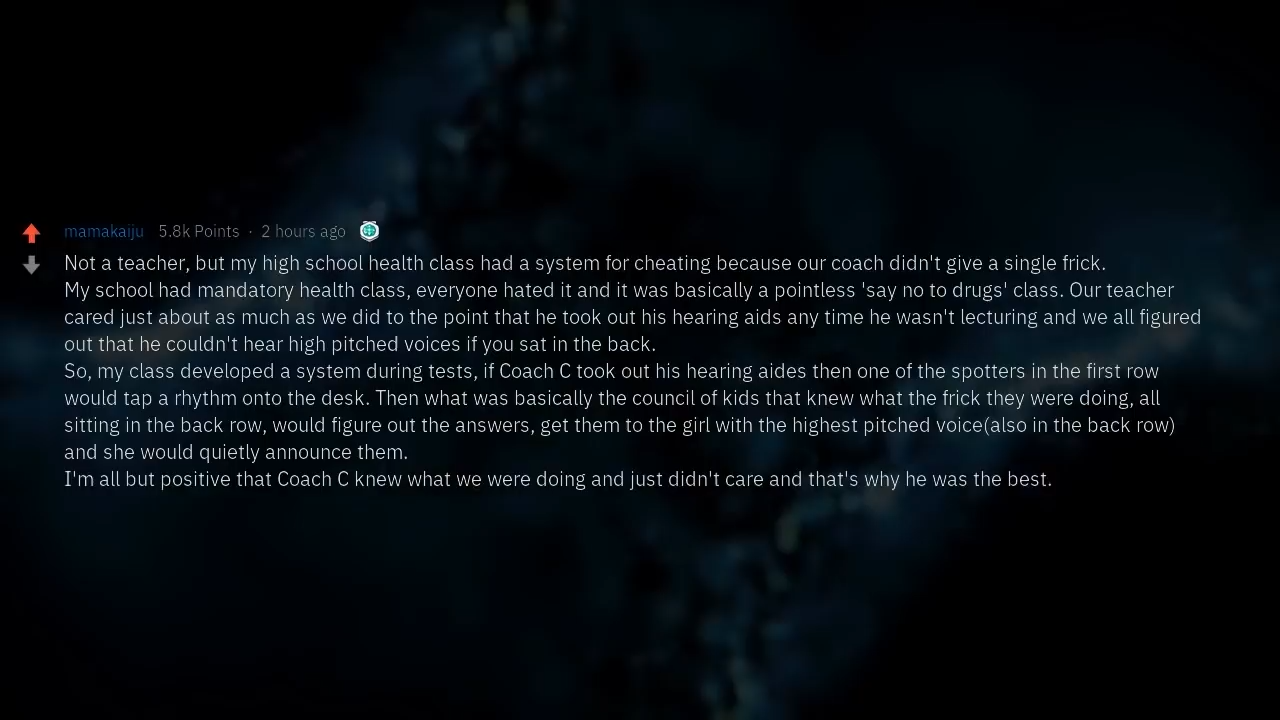 mamakaiju 5.8k Points · 2 hours ago
Not a teacher, but my high school health class had a system for cheating because our coach didn't give a single frick.
My school had mandatory health class, everyone hated it and it was basically a pointless 'say no to drugs' class. Our teacher
cared just about as much as we did to the point that he took out his hearing aids any time he wasn't lecturing and we all figured
out that he couldn't hear high pitched voices if you sat in the back.
So, my class developed a system during tests, if Coach C took out his hearing aides then one of the spotters in the first row
would tap a rhythm onto the desk. Then what was basically the council of kids that knew what the frick they were doing, all
sitting in the back row, would figure out the answers, get them to the girl with the highest pitched voice(also in the back row)
and she would quietly announce them.
I'm all but positive that Coach C knew what we were doing and just didn't care and that's why he was the best.